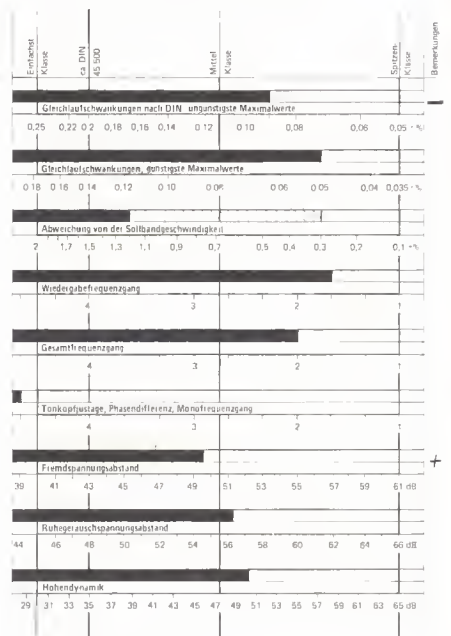 Einfachst
Klasse
ca DIN
45 500
Mittel
Klasse
Spitzen-
Klasse
Bemerkungen
Gleichlaufschwankungen nach DIN ungünstigste Maximalwerte
0,25 0,22 0 2 0,18 0,16 0,14 0,12 0,10 0,08 0,06 0,05 - %
Gleichlaufschwankungen, günstigste Maximalwerte
0 18 0 16 0 14 0,12 0,10 0,08 0,06 0,05 0,04 0,035 - %
Abweichung von der Sollbandgeschwindigkeit
2 1,7 1,5 1,3 1,1 0,9 0,7 0,5 0,4 0,3 0,2 0,1 - %
Wiedergabefrequenzgang
4 3 2 1
Gesamtfrequenzgang
4 3 2 1
Tonkopfjustage, Phasendifferenz, Monofrequenzgang
4 3 2 1
Fremdspannungsabstand +
39 41 43 45 47 49 51 53 55 57 59 61 dB
Ruhegeräuschspannungsabstand
44 46 48 50 52 54 56 58 60 62 64 66 dB
Höhendynamik
29 31 33 35 37 39 41 43 45 47 49 51 53 55 57 59 61 63 65 dB